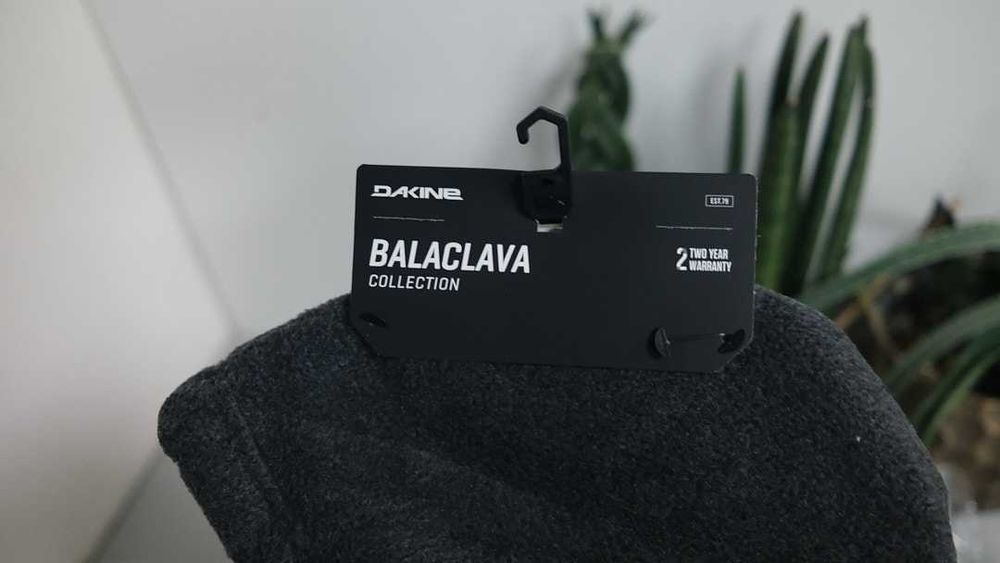 DAKINE
EST.79
BALACLAVA
COLLECTION
2 TWO YEAR
WARRANTY